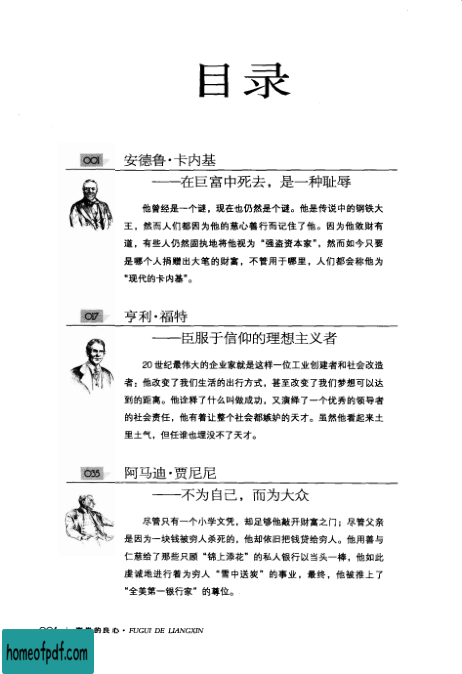 目录
001 安德鲁·卡内基
——在巨富中死去，是一种耻辱
他曾经是一个谜，现在也仍然是个谜。他是传说中的钢铁大
王，然而人们都因为他的慈心善行而记住了他。因为他敛财有
道，有些人仍然固执地将他视为“强盗资本家”，然而如今只要
是哪个人捐赠出大笔的财富，不管用于哪里，人们都会称他为
“现代的卡内基”。
017 亨利·福特
——臣服于信仰的理想主义者
20世纪最伟大的企业家就是这样一位工业创建者和社会改造
者：他改变了我们生活的出行方式，甚至改变了我们梦想可以达
到的距离。他诠释了什么叫做成功，又演绎了一个优秀的领导者
的社会责任，他有着让整个社会都嫉妒的天才。虽然他看起来土
里土气，但任谁也埋没不了天才。
035 阿马迪·贾尼尼
——不为自己，而为大众
尽管只有一个小学文凭，却足够他敲开财富之门；尽管父亲
是因为一块钱被穷人杀死的，他却依旧把钱贷给穷人。他用善与
仁慈给了那些只顾“锦上添花”的私人银行以当头一棒，他如此
虔诚地进行着为穷人“雪中送炭”的事业，最终，他被推上了
“全美第一银行家”的尊位。
的良心·FUGUI DE LIANGXIN
homeofpdf.com